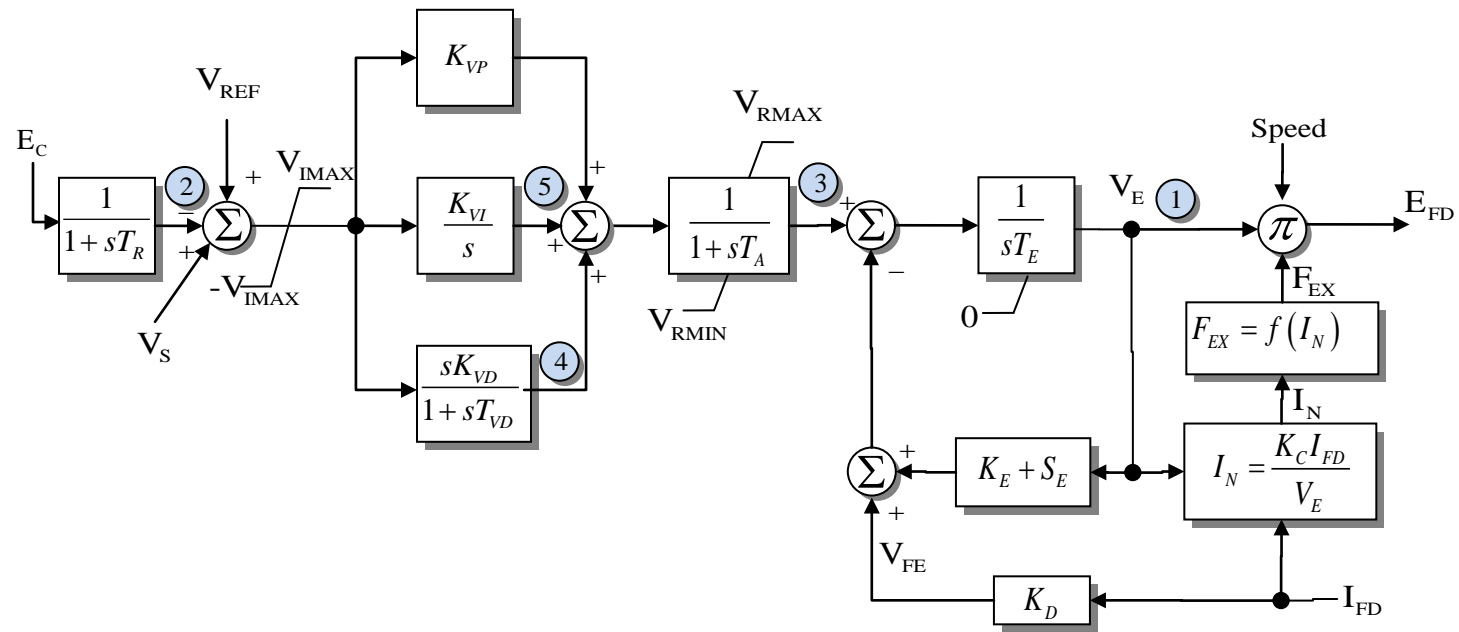 E_C
1
1 + sT_R
2
V_REF
+
−
+
Σ
V_S
V_IMAX
-V_IMAX
K_VP
K_VI
s
5
sK_VD
1 + sT_VD
4
+
+
+
Σ
V_RMAX
1
1 + sT_A
V_RMIN
3
+
Σ
−
1
sT_E
0
V_E
1
Speed
π
E_FD
F_EX
F_EX = f(I_N)
I_N
I_N = K_C I_FD
V_E
K_E + S_E
+
Σ
+
V_FE
K_D
I_FD